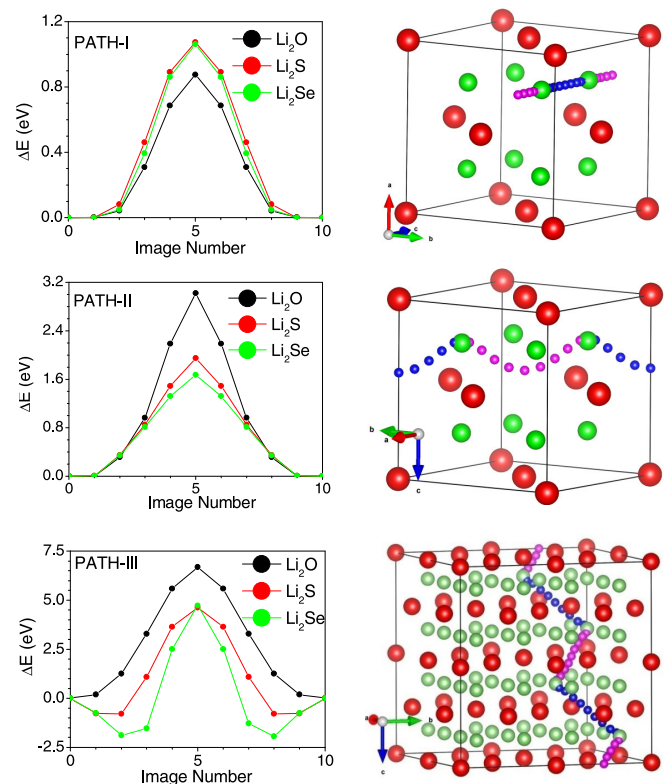 PATH-I
Li₂O
Li₂S
Li₂Se
1.2
0.8
0.4
0.0
ΔE (eV)
0
5
10
Image Number
a
c
b
PATH-II
Li₂O
Li₂S
Li₂Se
3.2
2.4
1.6
0.8
0.0
ΔE (eV)
0
5
10
Image Number
b
a
c
PATH-III
Li₂O
Li₂S
Li₂Se
7.5
5.0
2.5
0.0
-2.5
ΔE (eV)
0
5
10
Image Number
a
b
c